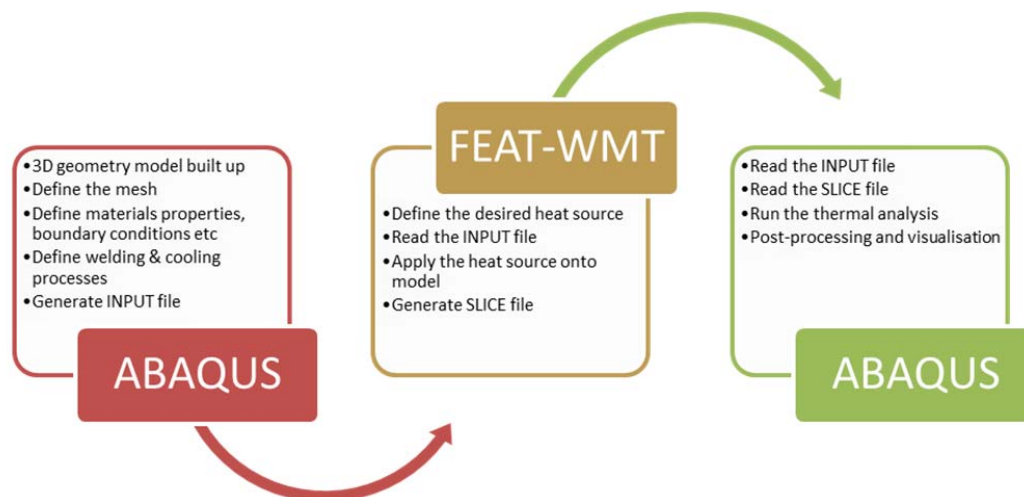 •3D geometry model built up
•Define the mesh
•Define materials properties,
boundary conditions etc
•Define welding & cooling
processes
•Generate INPUT file
ABAQUS
FEAT-WMT
•Define the desired heat source
•Read the INPUT file
•Apply the heat source onto
model
•Generate SLICE file
•Read the INPUT file
•Read the SLICE file
•Run the thermal analysis
•Post-processing and visualisation
ABAQUS